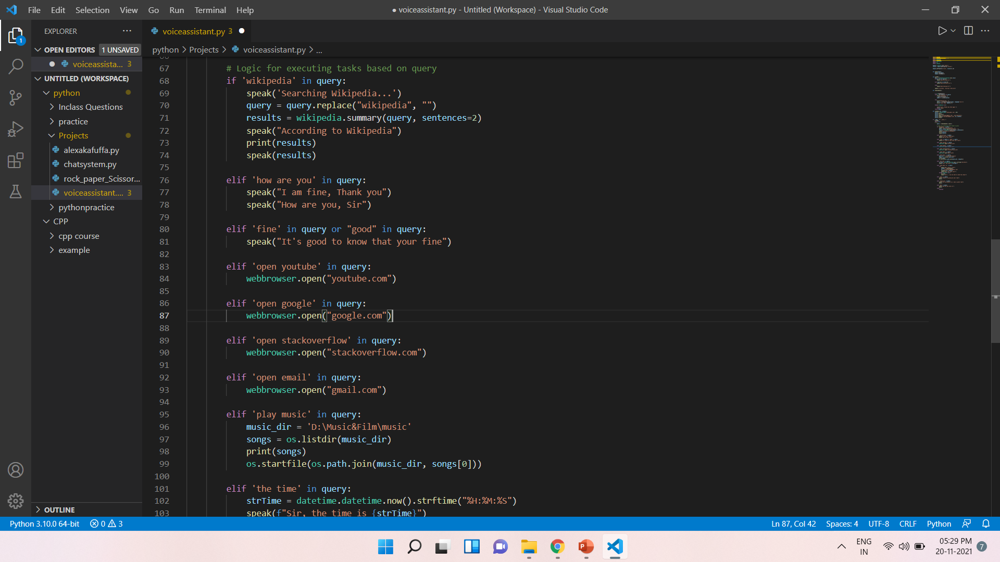 File Edit Selection View Go Run Terminal Help
● voiceassistant.py - Untitled (Workspace) - Visual Studio Code
EXPLORER
voiceassistant.py 3
1
OPEN EDITORS 1 UNSAVED
voiceassista... 3
UNTITLED (WORKSPACE)
python
Inclass Questions
practice
Projects
alexakafuffa.py
chatsystem.py
rock_paper_Scissor...
voiceassistant.... 3
pythonpractice
CPP
cpp course
example
OUTLINE
python > Projects > voiceassistant.py > ...
67 # Logic for executing tasks based on query
68 if 'wikipedia' in query:
69 speak('Searching Wikipedia...')
70 query = query.replace("wikipedia", "")
71 results = wikipedia.summary(query, sentences=2)
72 speak("According to Wikipedia")
73 print(results)
74 speak(results)
75
76 elif 'how are you' in query:
77 speak("I am fine, Thank you")
78 speak("How are you, Sir")
79
80 elif 'fine' in query or "good" in query:
81 speak("It's good to know that your fine")
82
83 elif 'open youtube' in query:
84 webbrowser.open("youtube.com")
85
86 elif 'open google' in query:
87 webbrowser.open("google.com")
88
89 elif 'open stackoverflow' in query:
90 webbrowser.open("stackoverflow.com")
91
92 elif 'open email' in query:
93 webbrowser.open("gmail.com")
94
95 elif 'play music' in query:
96 music_dir = 'D:\Music&Film\music'
97 songs = os.listdir(music_dir)
98 print(songs)
99 os.startfile(os.path.join(music_dir, songs[0]))
100
101 elif 'the time' in query:
102 strTime = datetime.datetime.now().strftime("%H:%M:%S")
103 speak(f"Sir, the time is {strTime}")
Python 3.10.0 64-bit 0 3
Ln 87, Col 42 Spaces: 4 UTF-8 CRLF Python
P
ENG
IN
05:29 PM
20-11-2021
7